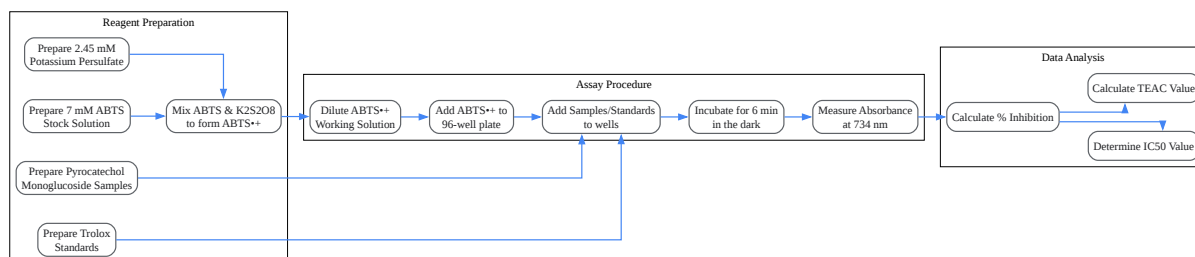 Reagent Preparation
Prepare 2.45 mM
Potassium Persulfate
Prepare 7 mM ABTS
Stock Solution
Mix ABTS & K2S2O8
to form ABTS•+
Prepare Pyrocatechol
Monoglucoside Samples
Prepare Trolox
Standards
Assay Procedure
Dilute ABTS•+
Working Solution
Add ABTS•+ to
96-well plate
Add Samples/Standards
to wells
Incubate for 6 min
in the dark
Measure Absorbance
at 734 nm
Data Analysis
Calculate % Inhibition
Calculate TEAC Value
Determine IC50 Value